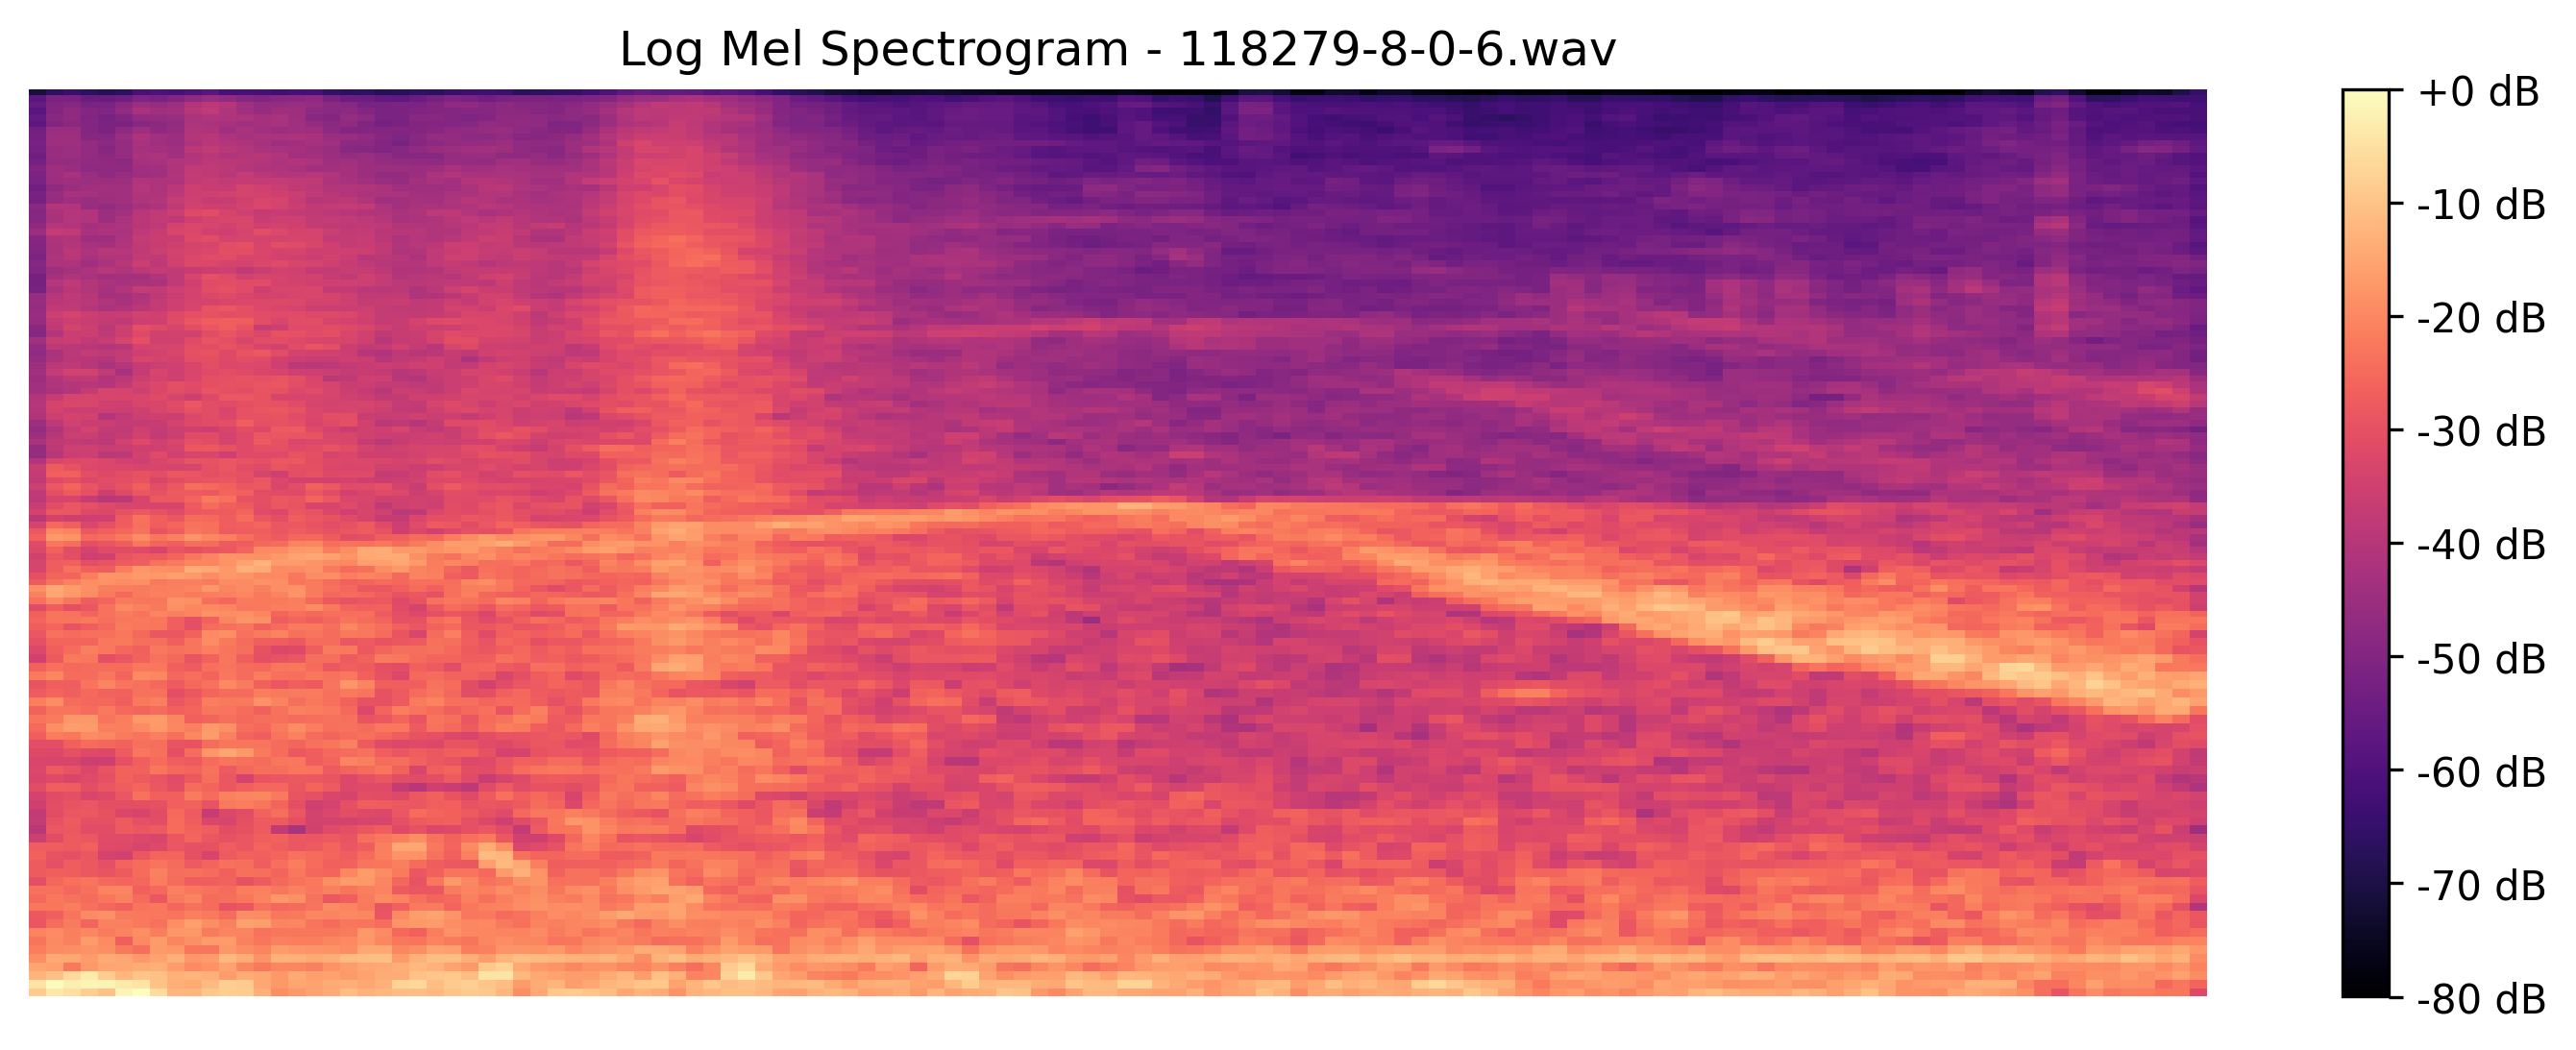 Log Mel Spectrogram - 118279-8-0-6.wav
+0 dB
-10 dB
-20 dB
-30 dB
-40 dB
-50 dB
-60 dB
-70 dB
-80 dB